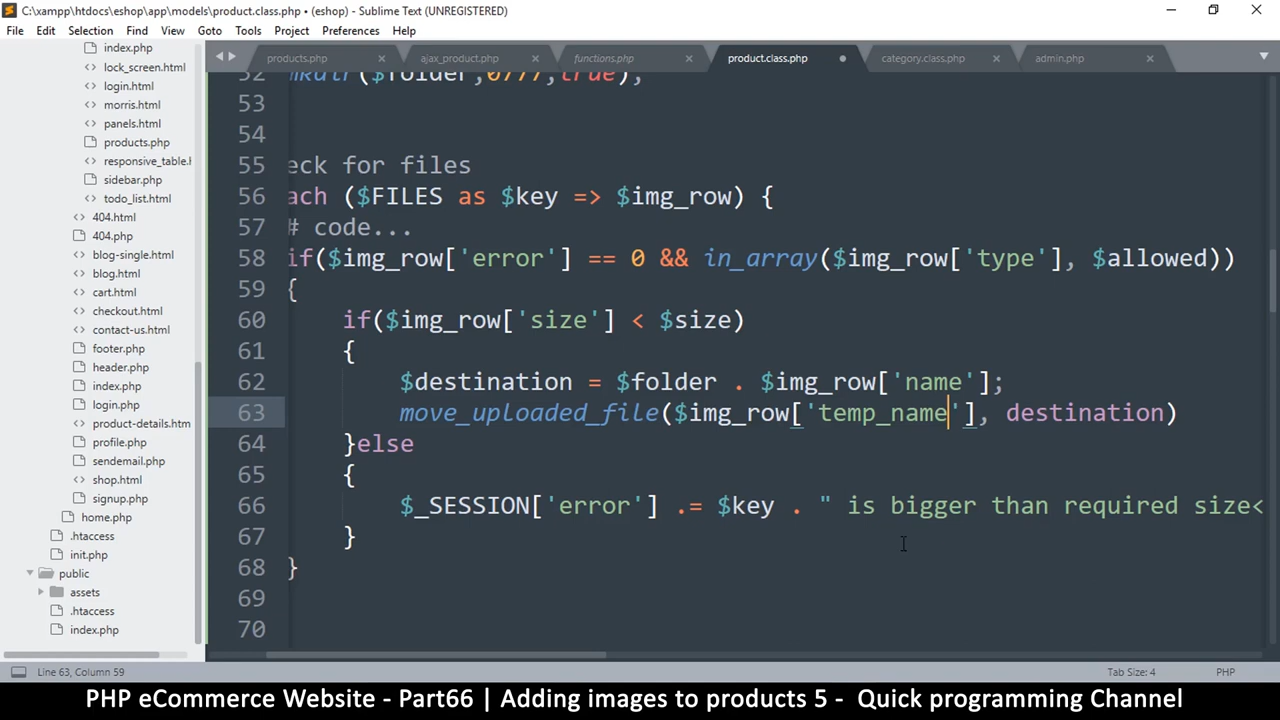 C:\xampp\htdocs\eshop\app\models\product.class.php • (eshop) - Sublime Text (UNREGISTERED)
File Edit Selection Find View Goto Tools Project Preferences Help
products.php ajax_product.php functions.php product.class.php category.class.php admin.php
index.php
lock_screen.html
login.html
morris.html
panels.html
products.php
responsive_table.h
sidebar.php
todo_list.html
404.html
404.php
blog-single.html
blog.html
cart.html
checkout.html
contact-us.html
footer.php
header.php
index.php
login.php
product-details.htm
profile.php
sendemail.php
shop.html
signup.php
home.php
.htaccess
init.php
public
assets
.htaccess
index.php
52 mkdir($folder,0777,true);
53
54
55 eck for files
56 ach ($FILES as $key => $img_row) {
57 # code...
58 if($img_row['error'] == 0 && in_array($img_row['type'], $allowed))
59 {
60 if($img_row['size'] < $size)
61 {
62 $destination = $folder . $img_row['name'];
63 move_uploaded_file($img_row['temp_name'], destination)
64 }else
65 {
66 $_SESSION['error'] .= $key . " is bigger than required size<
67 }
68 }
69
70
Line 63, Column 59 Tab Size: 4 PHP
PHP eCommerce Website - Part66 | Adding images to products 5 - Quick programming Channel